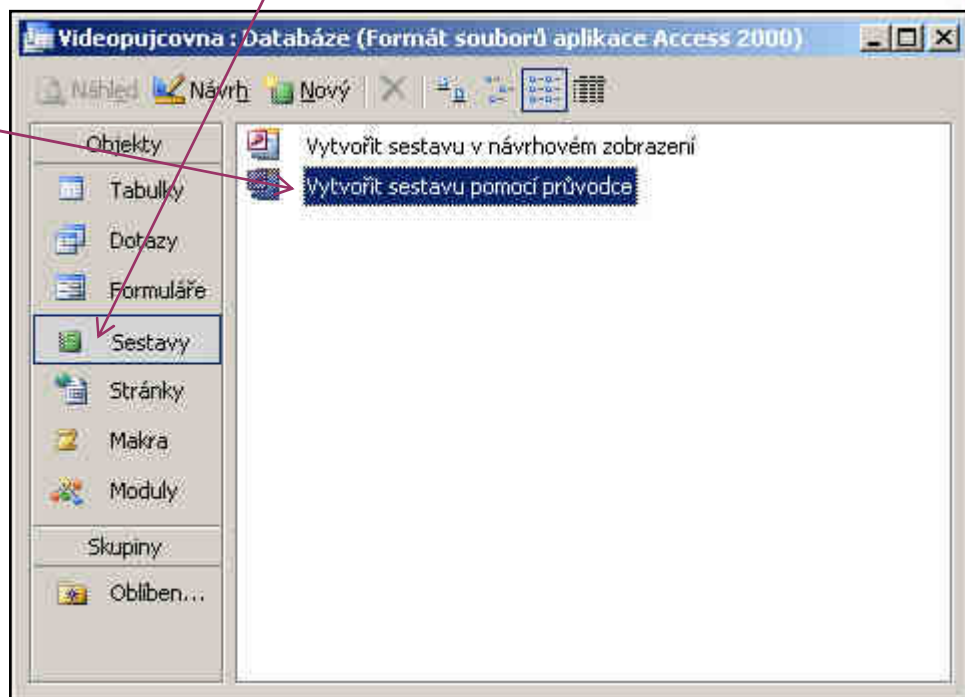 Videopujcovna : Databáze (Formát souborů aplikace Access 2000)
Náhled Návrh Nový
Objekty
Tabulky
Dotazy
Formuláře
Sestavy
Stránky
Makra
Moduly
Skupiny
Oblíben...
Vytvořit sestavu v návrhovém zobrazení
Vytvořit sestavu pomocí průvodce